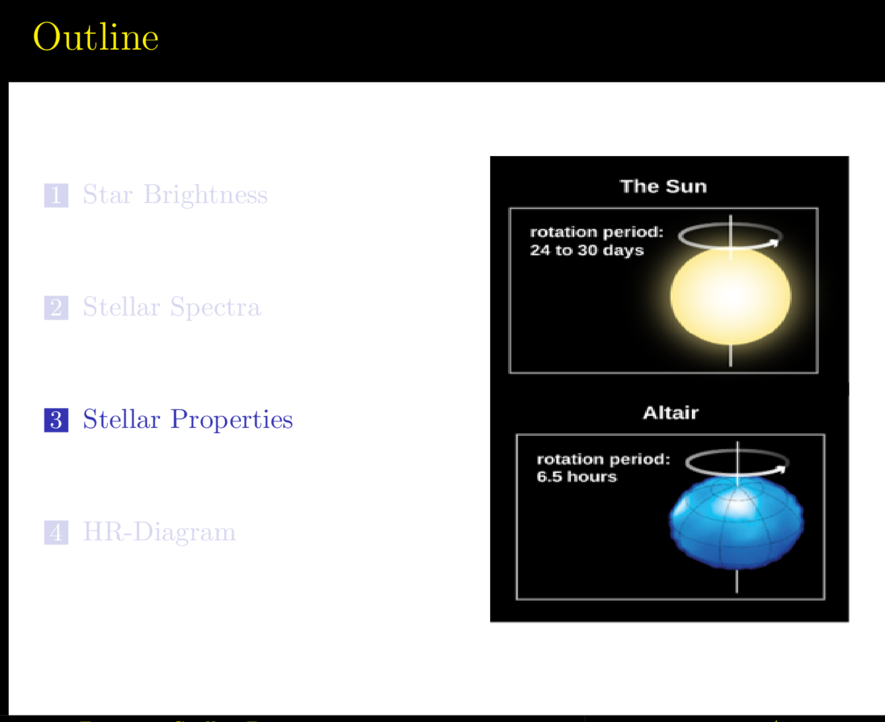 Outline
1 Star Brightness
2 Stellar Spectra
3 Stellar Properties
4 HR-Diagram
The Sun
rotation period:
24 to 30 days
Altair
rotation period:
6.5 hours